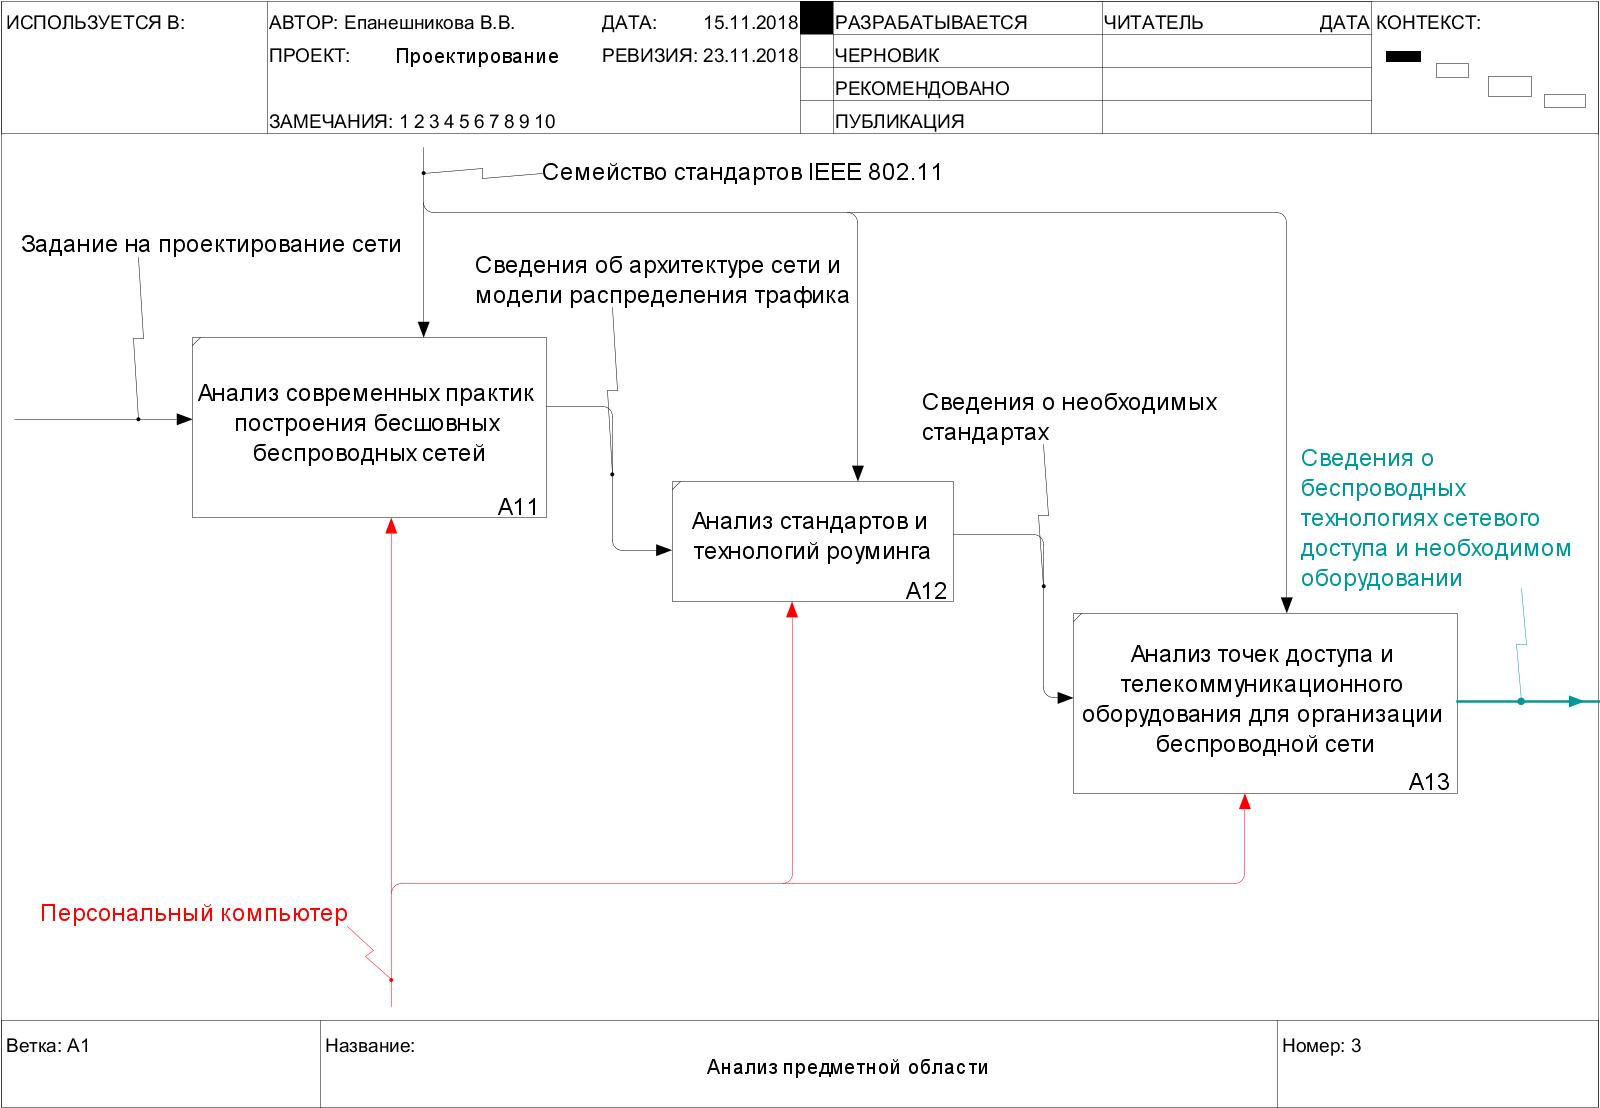 ИСПОЛЬЗУЕТСЯ В:
АВТОР: Епанешникова В.В.
ДАТА: 15.11.2018
ПРОЕКТ: Проектирование
РЕВИЗИЯ: 23.11.2018
ЗАМЕЧАНИЯ: 1 2 3 4 5 6 7 8 9 10
РАЗРАБАТЫВАЕТСЯ
ЧЕРНОВИК
РЕКОМЕНДОВАНО
ПУБЛИКАЦИЯ
ЧИТАТЕЛЬ
ДАТА
КОНТЕКСТ:
Семейство стандартов IEEE 802.11
Задание на проектирование сети
Сведения об архитектуре сети и
модели распределения трафика
Анализ современных практик
построения бесшовных
беспроводных сетей
A11
Сведения о необходимых
стандартах
Анализ стандартов и
технологий роуминга
A12
Сведения о
беспроводных
технологиях сетевого
доступа и необходимом
оборудовании
Анализ точек доступа и
телекоммуникационного
оборудования для организации
беспроводной сети
A13
Персональный компьютер
Ветка: A1
Название:
Анализ предметной области
Номер: 3